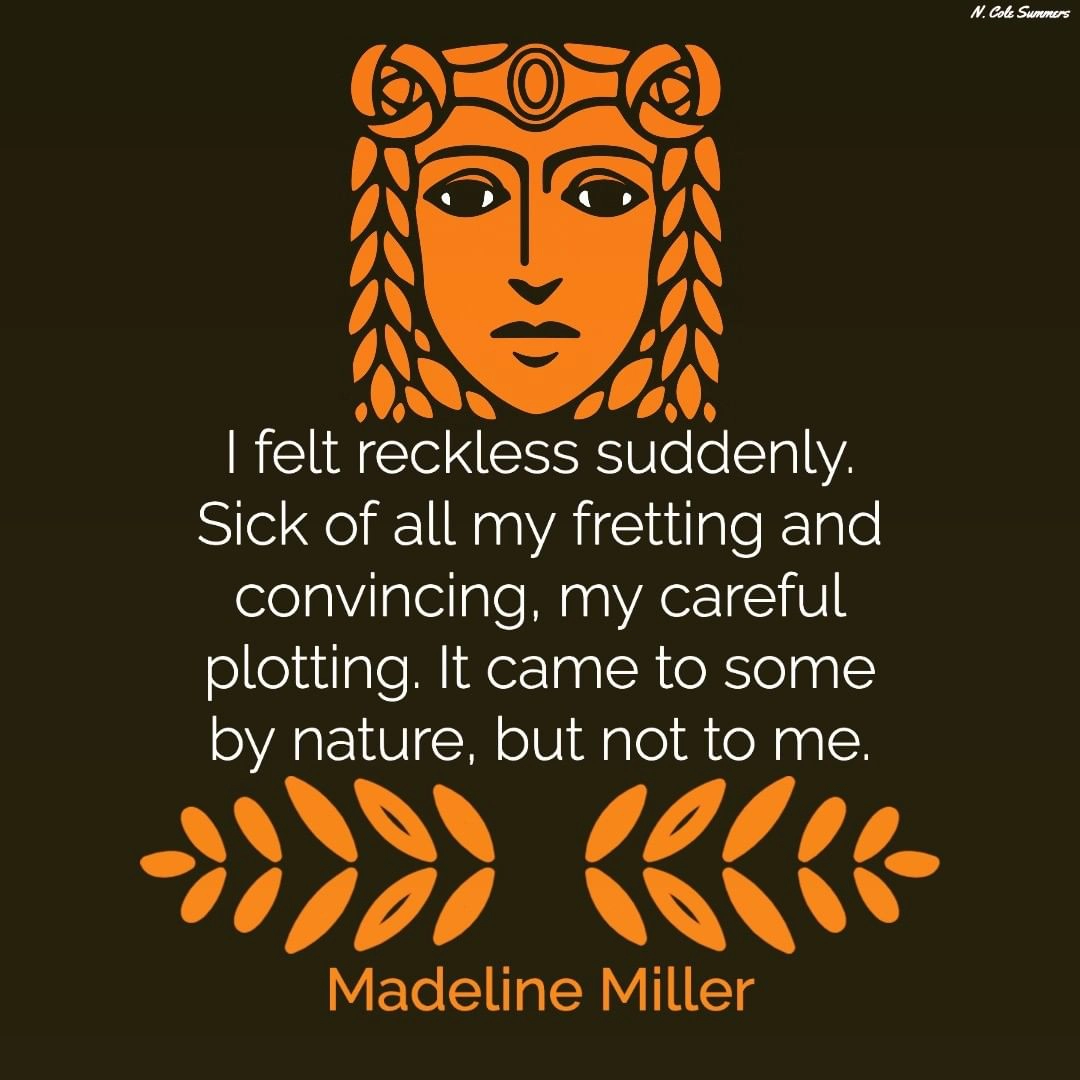 N. Cole Summers
I felt reckless suddenly.
Sick of all my fretting and
convincing, my careful
plotting. It came to some
by nature, but not to me.
Madeline Miller